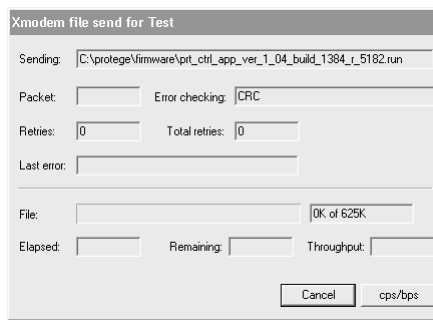 Xmodem file send for Test
Sending: C:\protege\firmware\prt_ctrl_app_ver_1_04_build_1384_r_5182.run
Packet: Error checking: CRC
Retries: 0 Total retries: 0
Last error:
File: 0K of 625K
Elapsed: Remaining: Throughput:
Cancel cps/bps